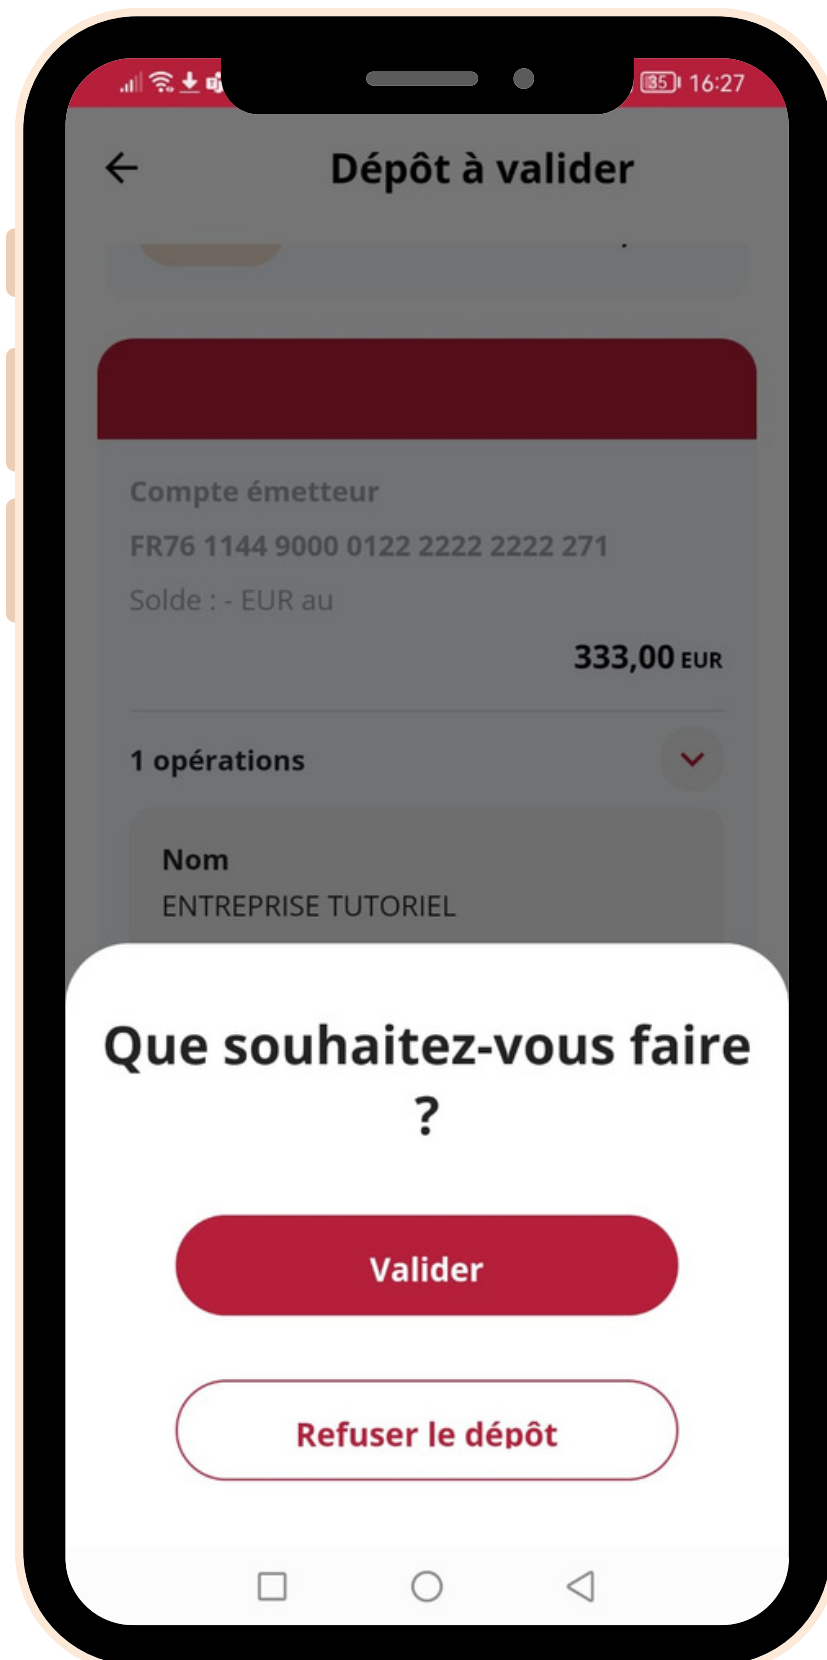 35 16:27
Dépôt à valider
Compte émetteur
FR76 1144 9000 0122 2222 2222 271
Solde : - EUR au
333,00 EUR
1 opérations
Nom
ENTREPRISE TUTORIEL
Que souhaitez-vous faire
?
Valider
Refuser le dépôt